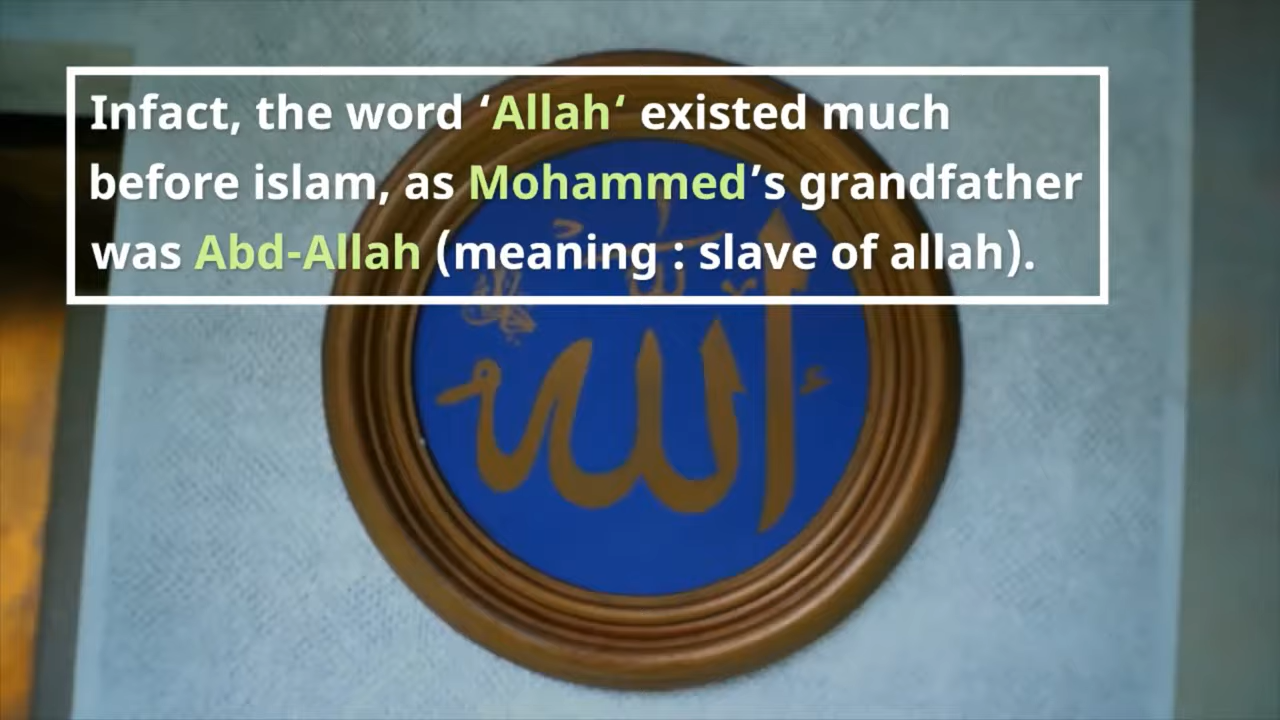 Infact, the word ‘Allah‘ existed much
before islam, as Mohammed’s grandfather
was Abd-Allah (meaning : slave of allah).
الله